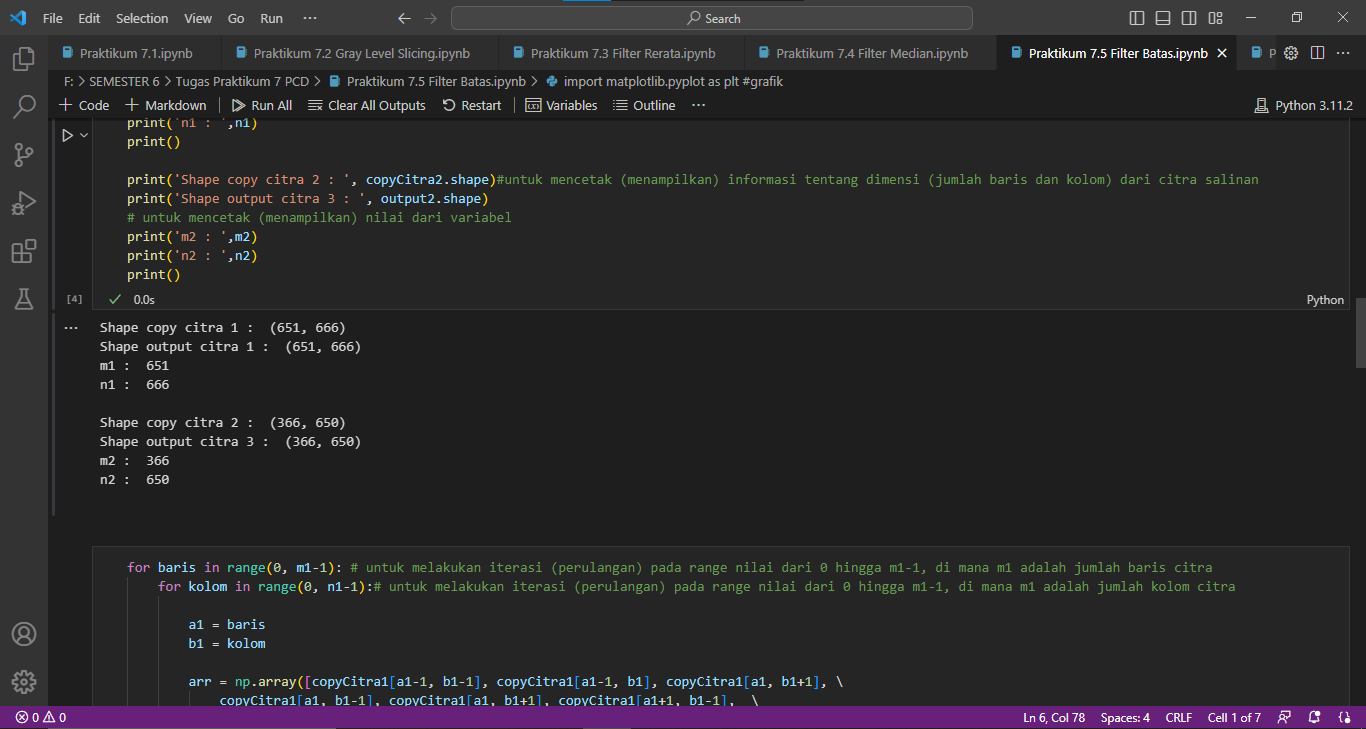 File Edit Selection View Go Run ··· Search
Praktikum 7.1.ipynb Praktikum 7.2 Gray Level Slicing.ipynb Praktikum 7.3 Filter Rerata.ipynb Praktikum 7.4 Filter Median.ipynb Praktikum 7.5 Filter Batas.ipynb P
F: > SEMESTER 6 > Tugas Praktikum 7 PCD > Praktikum 7.5 Filter Batas.ipynb > import matplotlib.pyplot as plt #grafik
+ Code + Markdown Run All Clear All Outputs Restart Variables Outline ··· Python 3.11.2
print('n1 : ',n1)
print()
print('Shape copy citra 2 : ', copyCitra2.shape)#untuk mencetak (menampilkan) informasi tentang dimensi (jumlah baris dan kolom) dari citra salinan
print('Shape output citra 3 : ', output2.shape)
# untuk mencetak (menampilkan) nilai dari variabel
print('m2 : ',m2)
print('n2 : ',n2)
print()
[4] 0.0s Python
Shape copy citra 1 :  (651, 666)
Shape output citra 1 :  (651, 666)
m1 :  651
n1 :  666
Shape copy citra 2 :  (366, 650)
Shape output citra 3 :  (366, 650)
m2 :  366
n2 :  650
for baris in range(0, m1-1): # untuk melakukan iterasi (perulangan) pada range nilai dari 0 hingga m1-1, di mana m1 adalah jumlah baris citra
for kolom in range(0, n1-1):# untuk melakukan iterasi (perulangan) pada range nilai dari 0 hingga m1-1, di mana m1 adalah jumlah kolom citra
a1 = baris
b1 = kolom
arr = np.array([copyCitra1[a1-1, b1-1], copyCitra1[a1-1, b1], copyCitra1[a1, b1+1], \
copyCitra1[a1, b1-1], copyCitra1[a1, b1+1], copyCitra1[a1+1, b1-1], \
0 0 Ln 6, Col 78 Spaces: 4 CRLF Cell 1 of 7